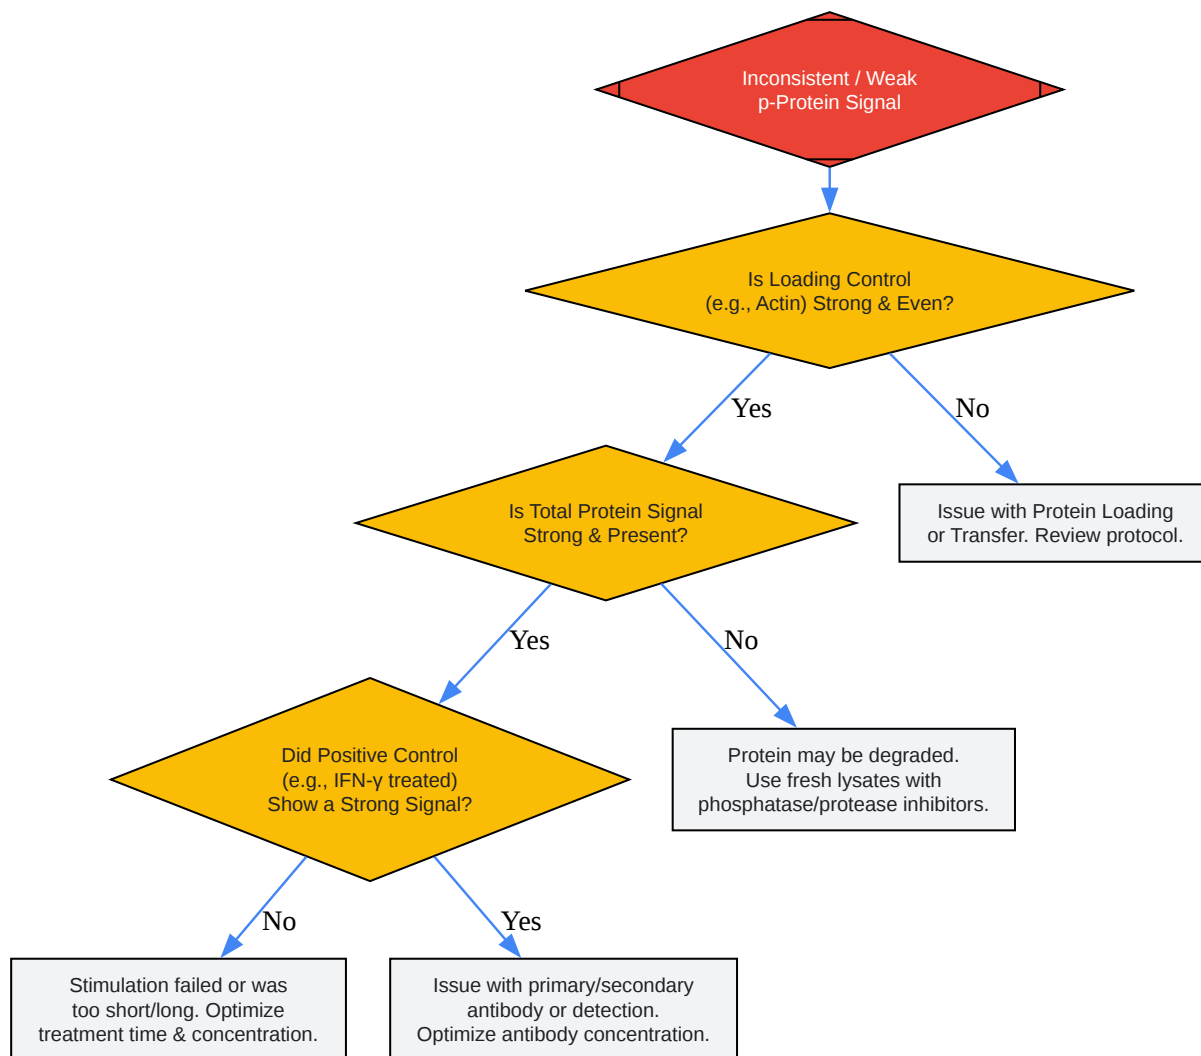 Inconsistent / Weak
p-Protein Signal
Is Loading Control
(e.g., Actin) Strong & Even?
Yes
No
Is Total Protein Signal
Strong & Present?
Issue with Protein Loading
or Transfer. Review protocol.
Yes
No
Did Positive Control
(e.g., IFN-γ treated)
Show a Strong Signal?
Protein may be degraded.
Use fresh lysates with
phosphatase/protease inhibitors.
No
Yes
Stimulation failed or was
too short/long. Optimize
treatment time & concentration.
Issue with primary/secondary
antibody or detection.
Optimize antibody concentration.